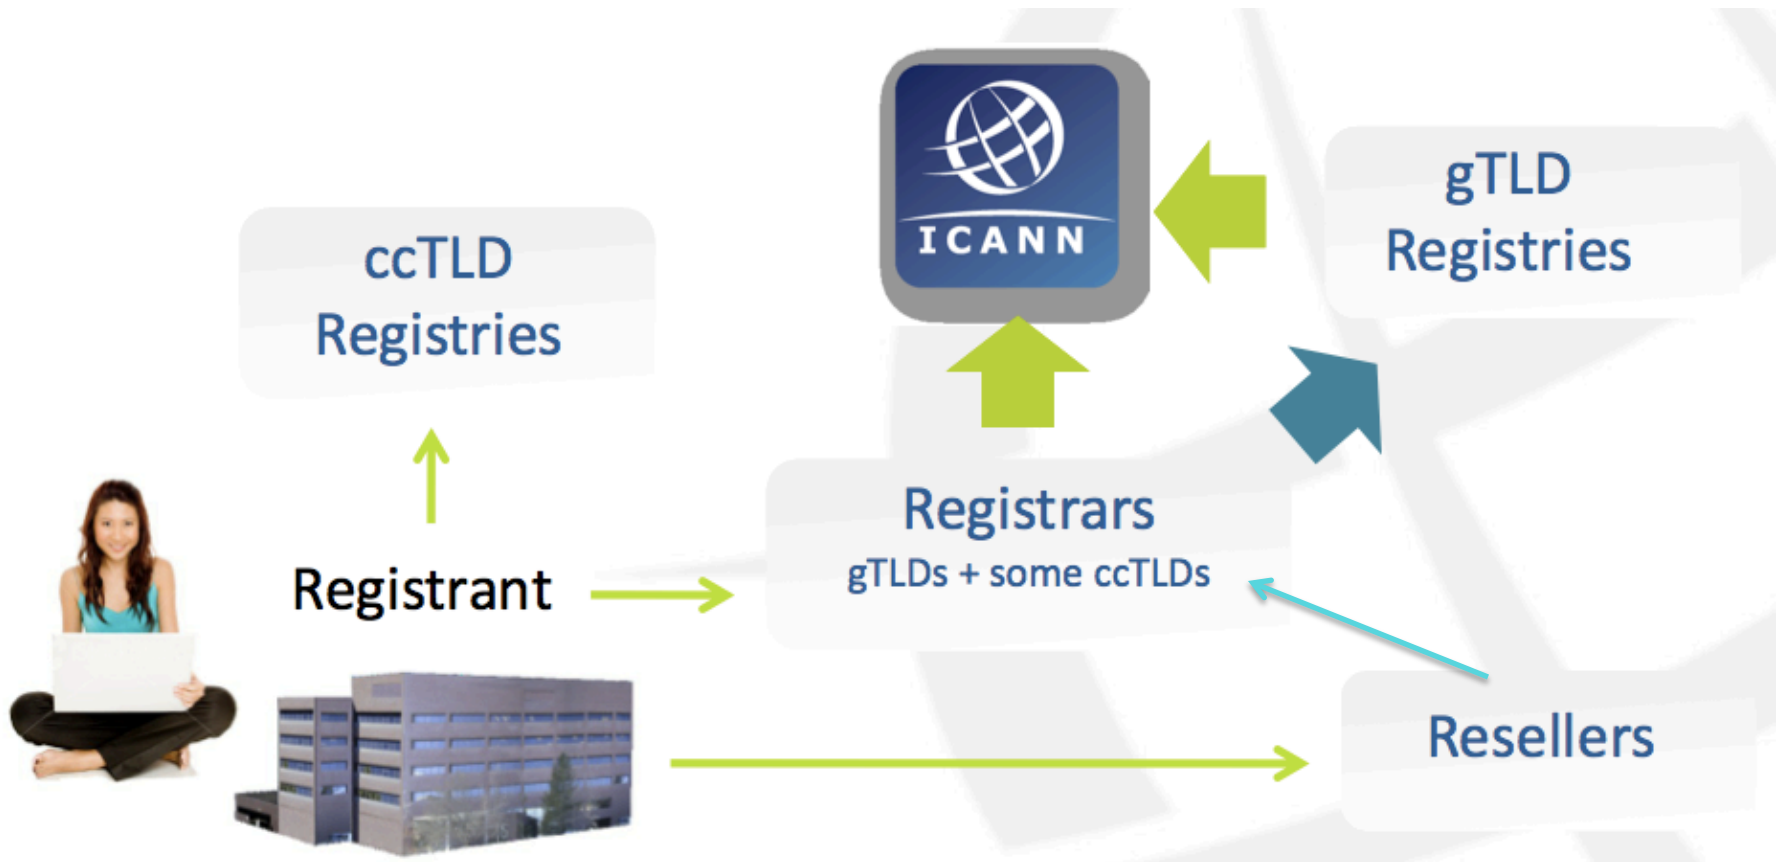 ICANN
gTLD
Registries
ccTLD
Registries
Registrars
gTLDs + some ccTLDs
Registrant
Resellers